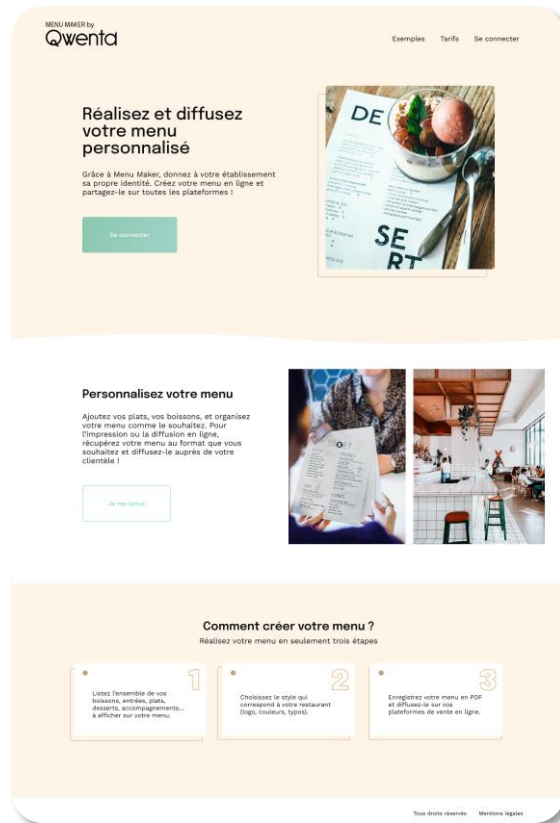 MENU MAKER by
Qwenta
Exemples Tarifs Se connecter
Réalisez et diffusez
votre menu
personnalisé
Grâce à Menu Maker, donnez à votre établissement
sa propre identité. Créez votre menu en ligne et
partagez-le sur toutes les plateformes !
Se connecter
DE
SE
RT
Personnalisez votre menu
Ajoutez vos plats, vos boissons, et organisez
votre menu comme le souhaitez. Pour
l'impression ou la diffusion en ligne,
récupérez votre menu au format que vous
souhaitez et diffusez-le auprès de votre
clientèle !
Je me lance
Comment créer votre menu ?
Réalisez votre menu en seulement trois étapes
1
Listez l'ensemble de vos
boissons, entrées, plats,
desserts, accompagnements...
à afficher sur votre menu.
2
Choisissez le style qui
correspond à votre restaurant
(logo, couleurs, typos).
3
Enregistrez votre menu en PDF
et diffusez-le sur vos
plateformes de vente en ligne.
Tous droits réservés Mentions légales